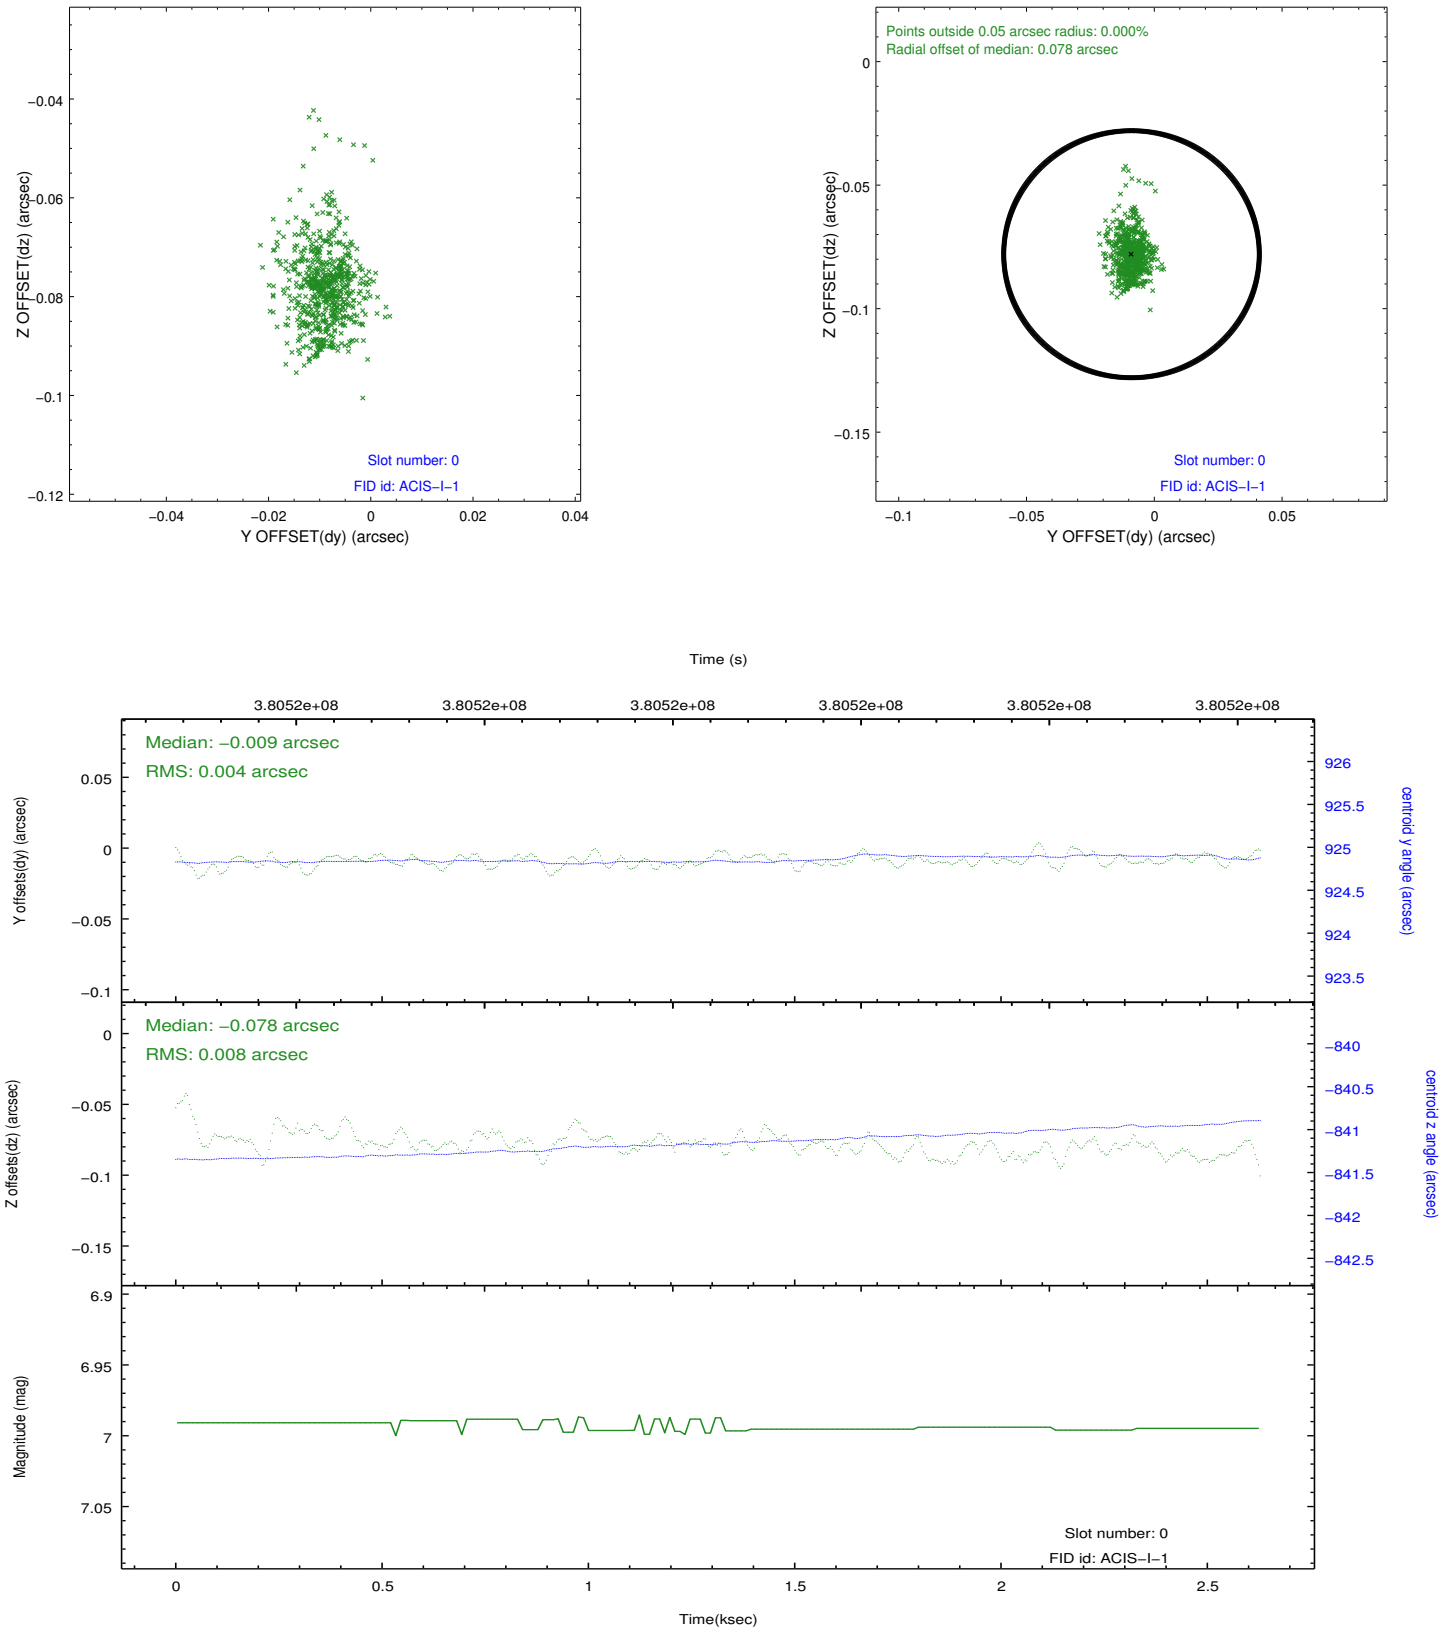 −0.04
−0.06
−0.08
−0.1
−0.12
Z OFFSET(dz) (arcsec)
Slot number: 0
FID id: ACIS−I−1
−0.04
−0.02
0
0.02
0.04
Y OFFSET(dy) (arcsec)
Points outside 0.05 arcsec radius: 0.000%
Radial offset of median: 0.078 arcsec
0
−0.05
−0.1
−0.15
Z OFFSET(dz) (arcsec)
Slot number: 0
FID id: ACIS−I−1
−0.1
−0.05
0
0.05
Y OFFSET(dy) (arcsec)
Time (s)
3.8052e+08
3.8052e+08
3.8052e+08
3.8052e+08
3.8052e+08
3.8052e+08
Median: −0.009 arcsec
RMS: 0.004 arcsec
0.05
0
−0.05
−0.1
Y offsets(dy) (arcsec)
926
925.5
925
924.5
924
923.5
centroid y angle (arcsec)
Median: −0.078 arcsec
RMS: 0.008 arcsec
0
−0.05
−0.1
−0.15
Z offsets(dz) (arcsec)
−840
−840.5
−841
−841.5
−842
−842.5
centroid z angle (arcsec)
6.9
6.95
7
7.05
Magnitude (mag)
Slot number: 0
FID id: ACIS−I−1
0
0.5
1
1.5
2
2.5
Time(ksec)